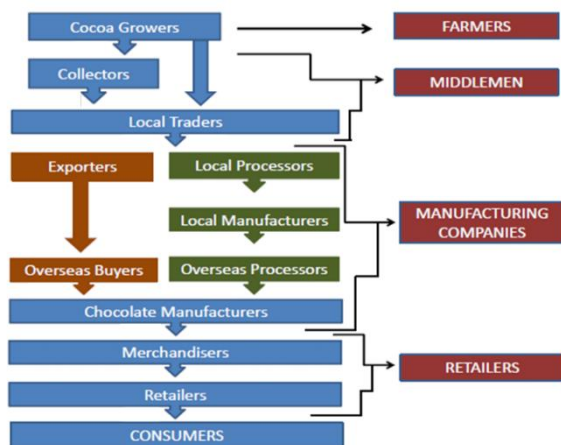 Cocoa Growers
FARMERS
Collectors
MIDDLEMEN
Local Traders
Exporters
Local Processors
Local Manufacturers
MANUFACTURING
COMPANIES
Overseas Buyers
Overseas Processors
Chocolate Manufacturers
Merchandisers
RETAILERS
Retailers
CONSUMERS